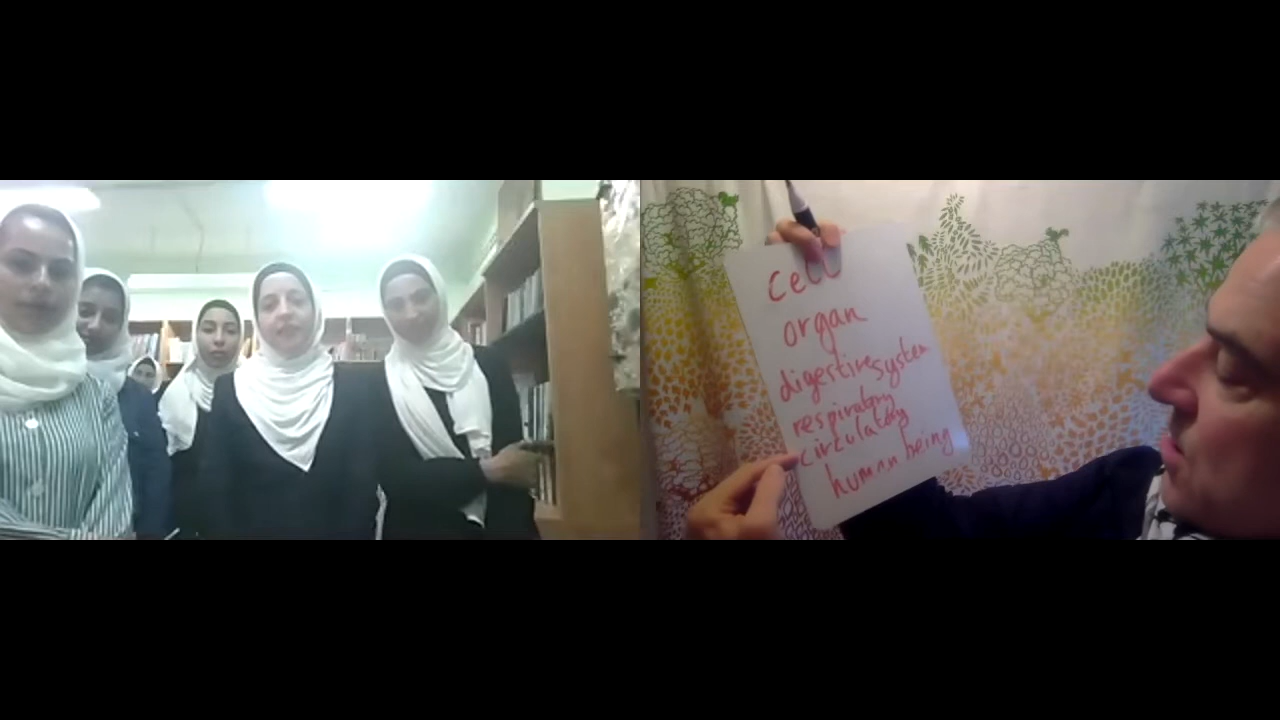 cell
organ
digestive system
respiratory
circulatory
human being